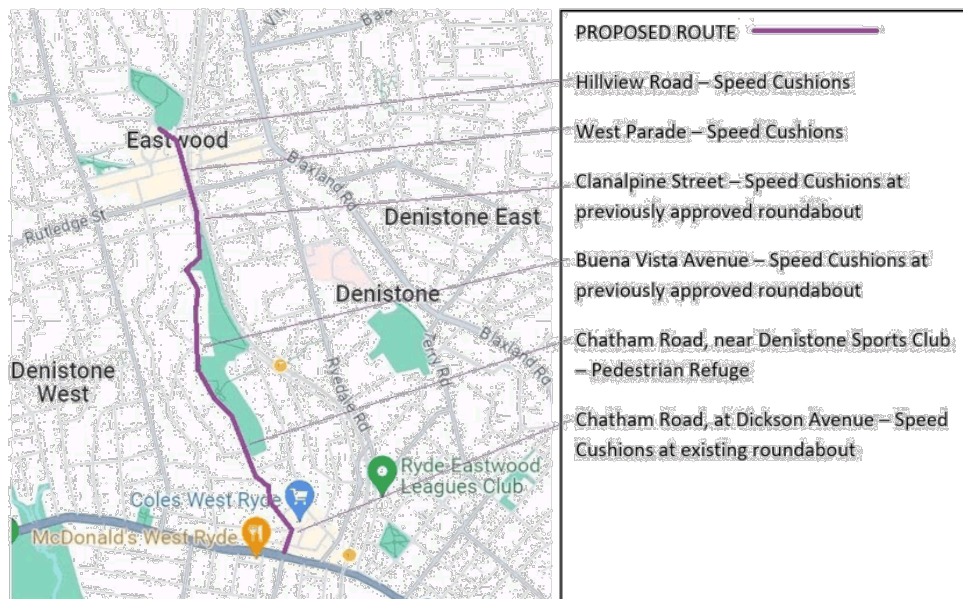 PROPOSED ROUTE
Hillview Road – Speed Cushions
West Parade – Speed Cushions
Clanalpine Street – Speed Cushions at
previously approved roundabout
Buena Vista Avenue – Speed Cushions at
previously approved roundabout
Chatham Road, near Denistone Sports Club
– Pedestrian Refuge
Chatham Road, at Dickson Avenue – Speed
Cushions at existing roundabout
Eastwood
Blaxland Rd
Rutledge St
Denistone East
Denistone
Blaxland Rd
Terry Rd
Denistone
West
Ryedale Rd
Ryde-Eastwood
Leagues Club
Coles West Ryde
McDonald's West Ryde